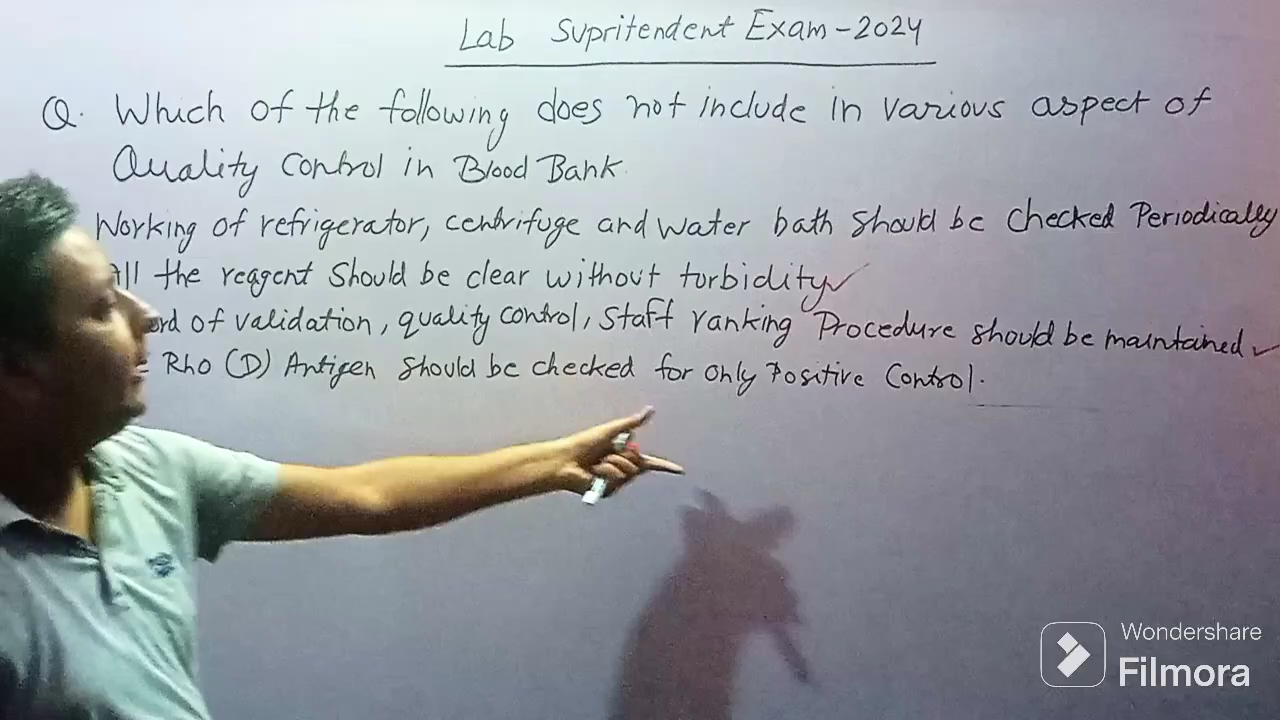 Lab Supritendent Exam-2024
Q. Which of the following does not include in various aspect of
Quality Control in Blood Bank.
Working of refrigerator, centrifuge and water bath should be checked Periodically
the reagent should be clear without turbidity
of validation, quality control, staff ranking Procedure should be maintained
Rho (D) Antigen should be checked for only Positive Control.
Wondershare
Filmora